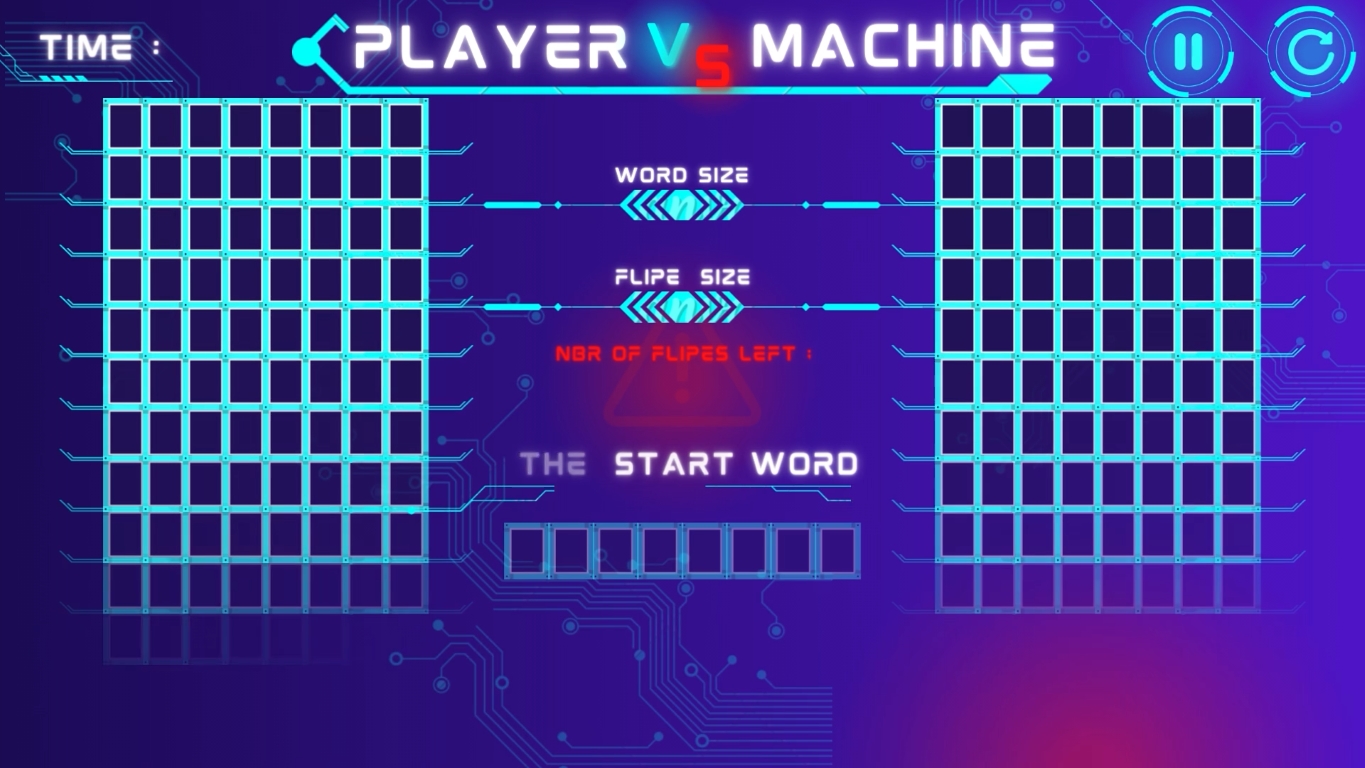 TIME :
PLAYER VS MACHINE
WORD SIZE
n
FLIPE SIZE
n
NBR OF FLIPES LEFT :
THE START WORD